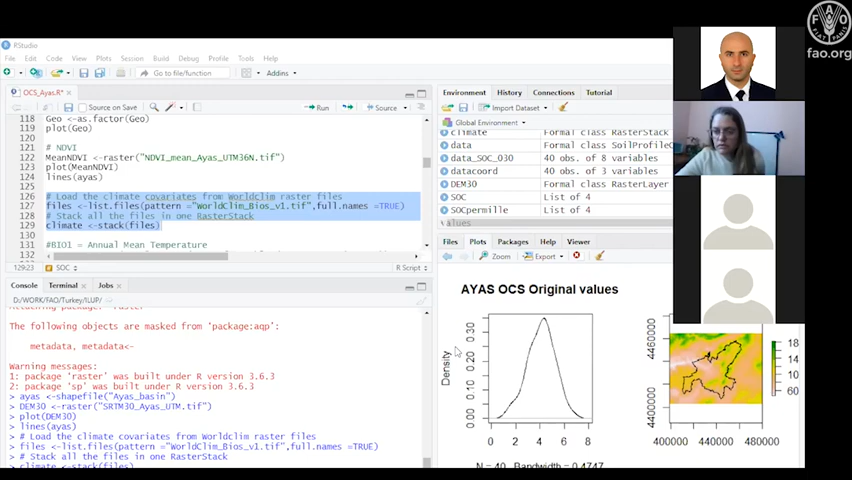 RStudio
File Edit Code View Plots Session Build Debug Profile Tools Help
Go to file/function
Addins
OCS_Ayas.R*
Source on Save
Run
Source
118 Geo <-as.factor(Geo)
119 plot(Geo)
120
121 # NDVI
122 MeanNDVI <-raster("NDVI_mean_Ayas_UTM36N.tif")
123 plot(MeanNDVI)
124 lines(ayas)
125
126 # Load the climate covariates from Worldclim raster files
127 files <-list.files(pattern ="WorldClim_Bios_v1.tif",full.names =TRUE)
128 # Stack all the files in one RasterStack
129 climate <-stack(files)
130
131 #BIO1 = Annual Mean Temperature
132
129:23 SOC R Script
Console Terminal Jobs
D:/WORK/FAO/Turkey/ILUP/
The following objects are masked from 'package:aqp':
metadata, metadata<-
Warning messages:
1: package 'raster' was built under R version 3.6.3
2: package 'sp' was built under R version 3.6.3
> ayas <-shapefile("Ayas_basin")
> DEM30 <-raster("SRTM30_Ayas_UTM.tif")
> plot(DEM30)
> lines(ayas)
> # Load the climate covariates from Worldclim raster files
> files <-list.files(pattern ="WorldClim_Bios_v1.tif",full.names =TRUE)
> # Stack all the files in one RasterStack
> climate <-stack(files)
Environment History Connections Tutorial
Import Dataset
Global Environment
climate Formal class RasterStack
data Formal class SoilProfileC
data_SOC_030 40 obs. of 8 variables
datacoord 40 obs. of 3 variables
DEM30 Formal class RasterLayer
SOC List of 4
SOCpermille List of 4
Values
Files Plots Packages Help Viewer
Zoom Export
AYAS OCS Original values
Density
0.00 0.10 0.20 0.30
0 2 4 6 8
N = 40 Bandwidth = 0.4747
4400000 4460000
400000 440000 480000
18
60
FAO
FIAT PANIS
fao.org